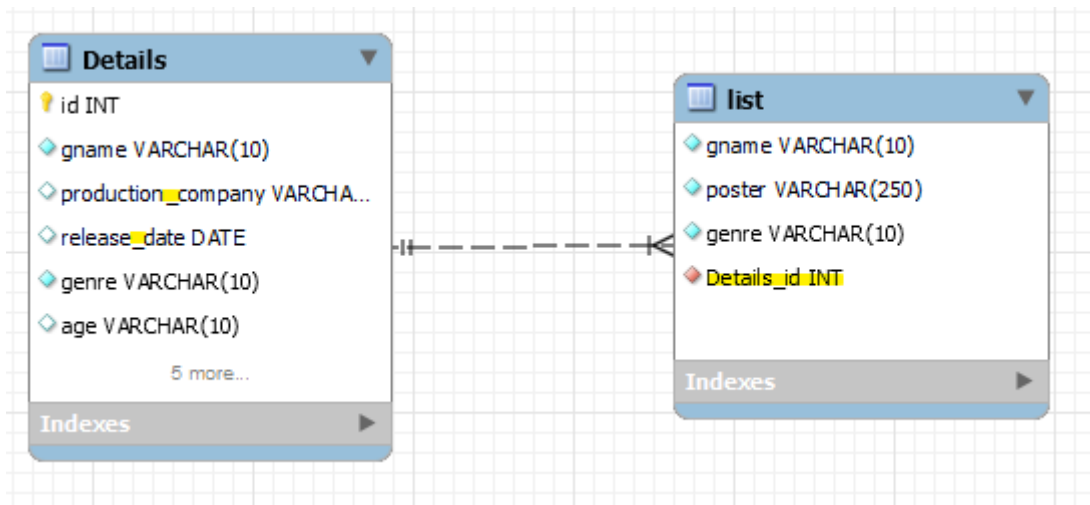 Details
id INT
gname VARCHAR(10)
production_company VARCHA...
release_date DATE
genre VARCHAR(10)
age VARCHAR(10)
5 more...
Indexes
list
gname VARCHAR(10)
poster VARCHAR(250)
genre VARCHAR(10)
Details_id INT
Indexes